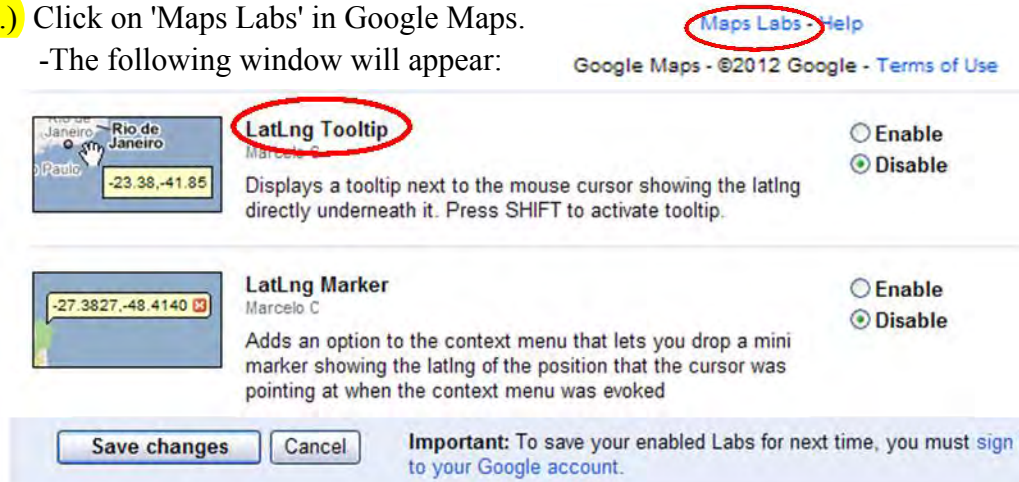 .) Click on 'Maps Labs' in Google Maps.
-The following window will appear:
Maps Labs - Help
Google Maps - ©2012 Google - Terms of Use
Janeiro
Rio de
Janeiro
Paulo
-23.38,-41.85
LatLng Tooltip
Marcelo C
Displays a tooltip next to the mouse cursor showing the latlng
directly underneath it. Press SHIFT to activate tooltip.
Enable
Disable
-27.3827,-48.4140
LatLng Marker
Marcelo C
Adds an option to the context menu that lets you drop a mini
marker showing the latlng of the position that the cursor was
pointing at when the context menu was evoked
Enable
Disable
Save changes
Cancel
Important: To save your enabled Labs for next time, you must sign
to your Google account.